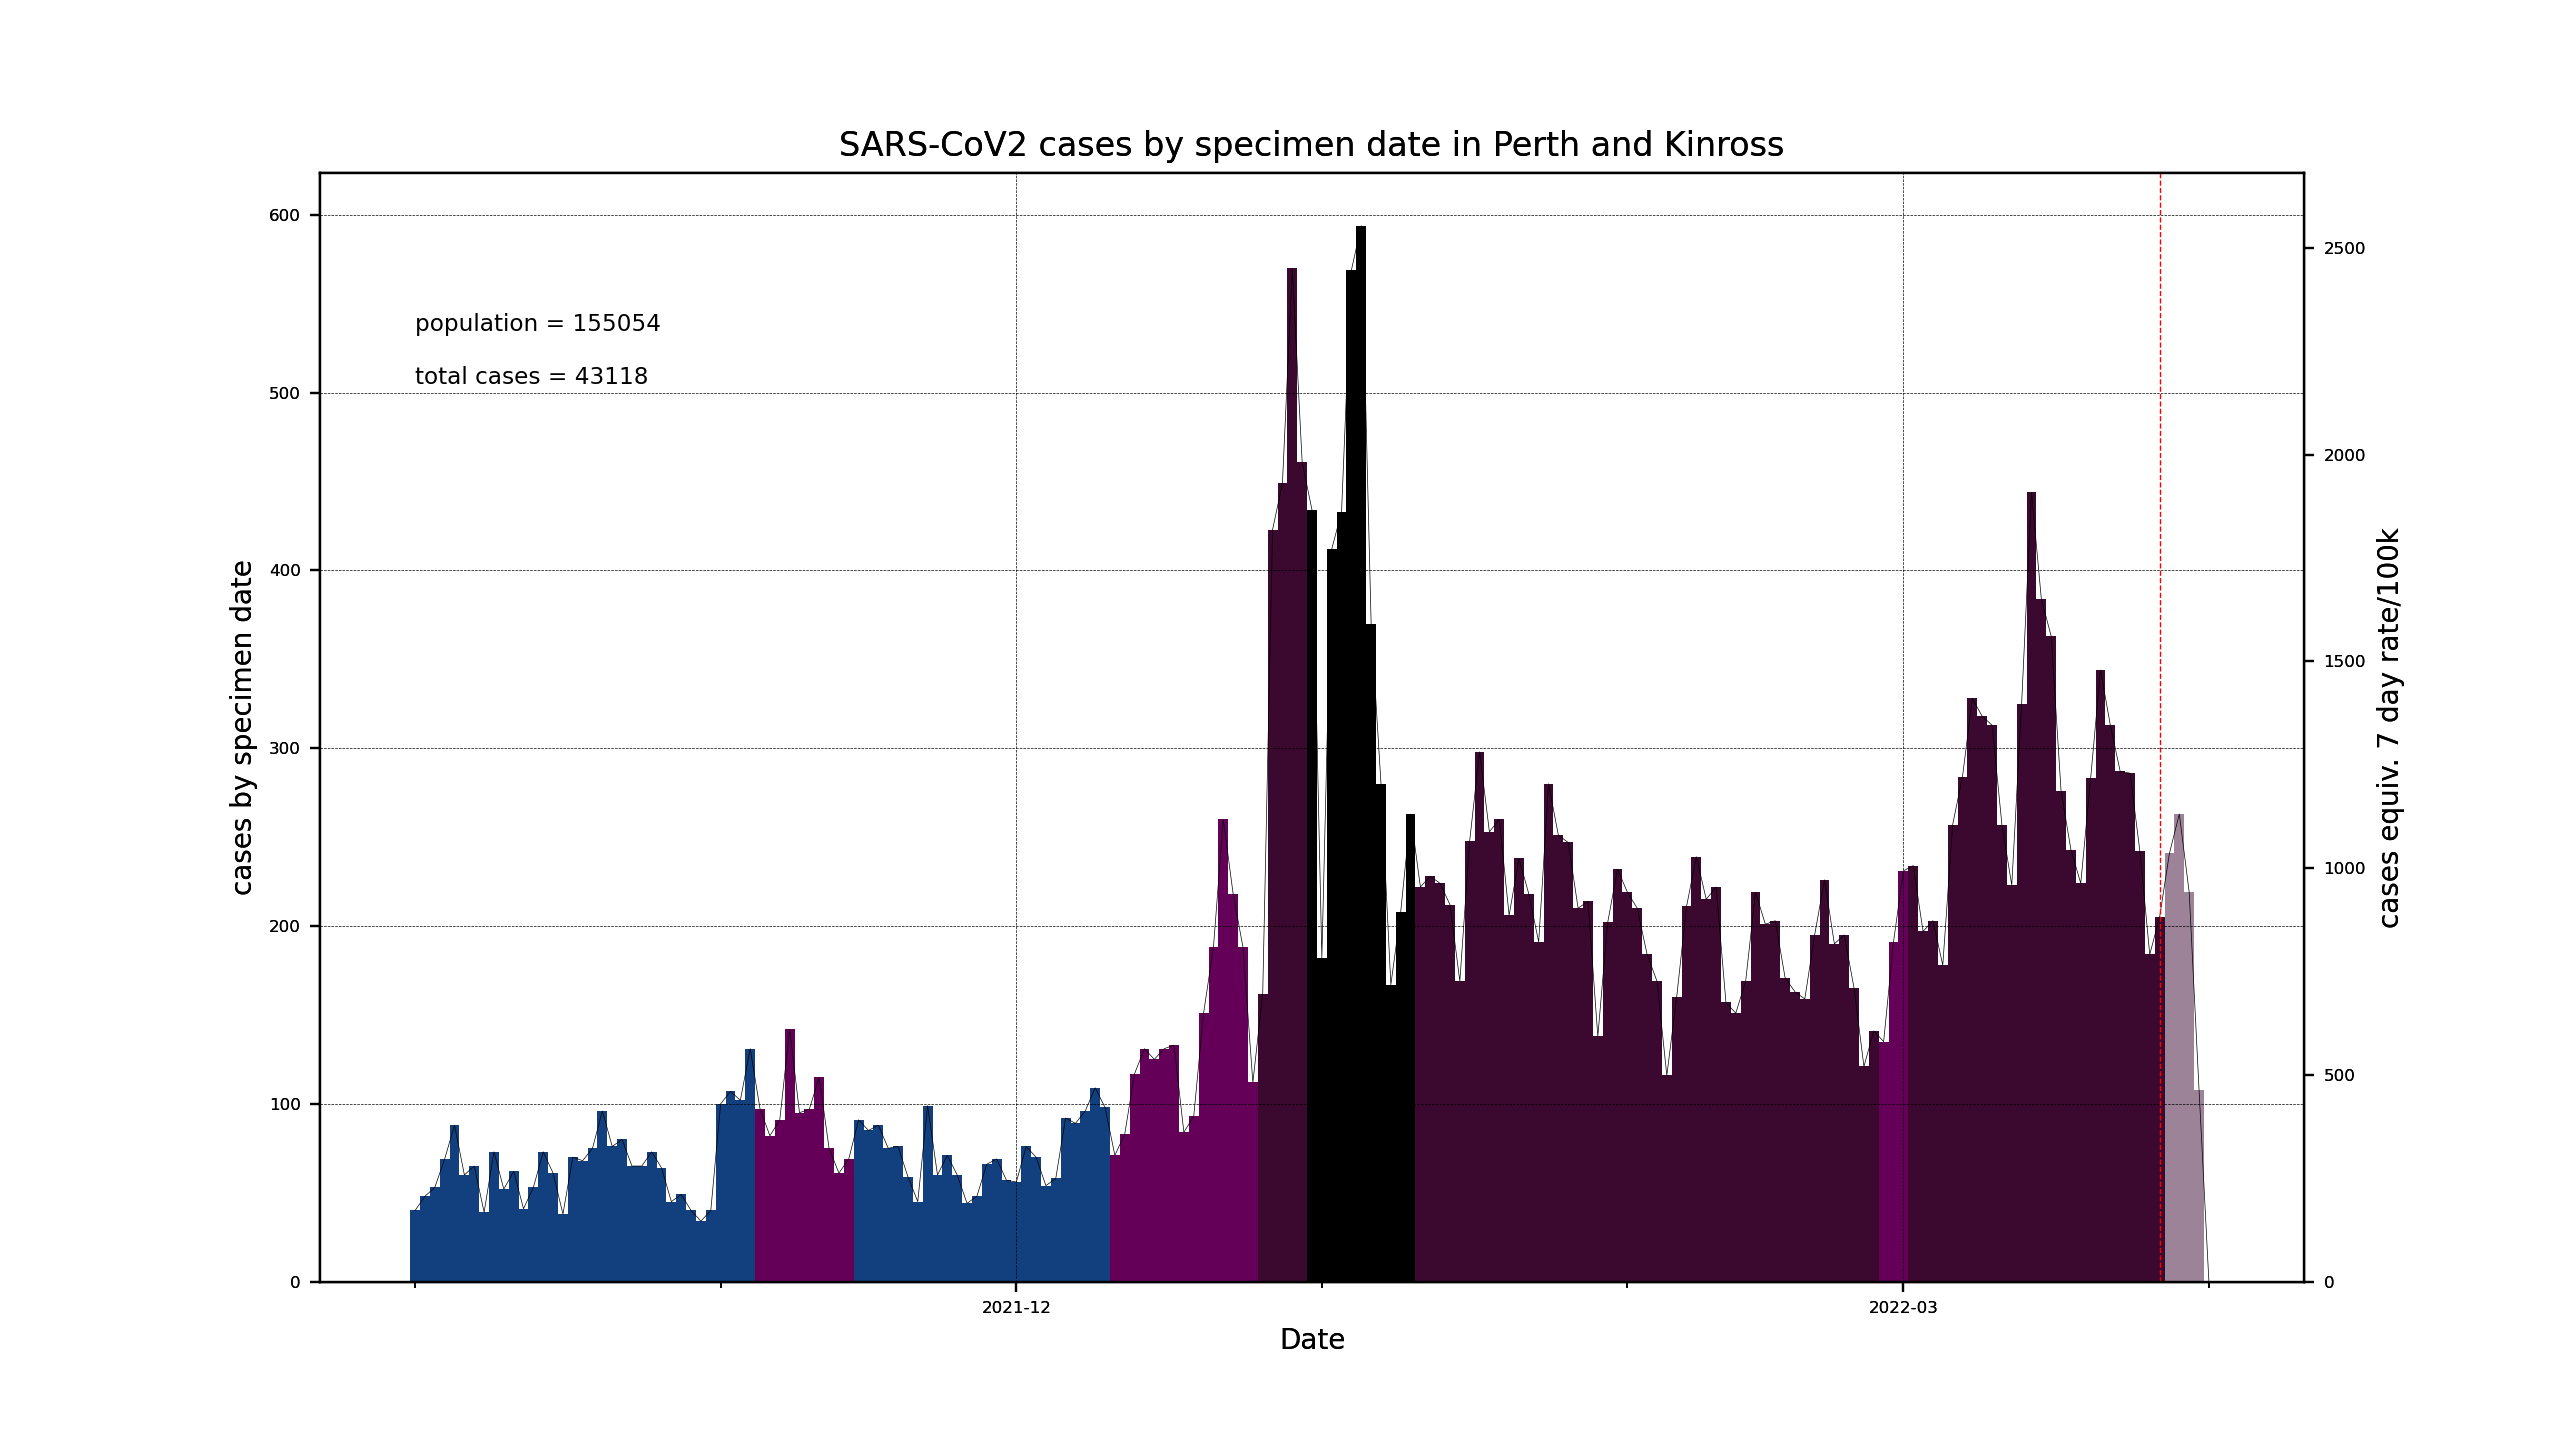 SARS-CoV2 cases by specimen date in Perth and Kinross
population = 155054
total cases = 43118
cases by specimen date
600
500
400
300
200
100
0
2500
2000
1500
1000
500
0
cases equiv. 7 day rate/100k
2021-12
2022-03
Date